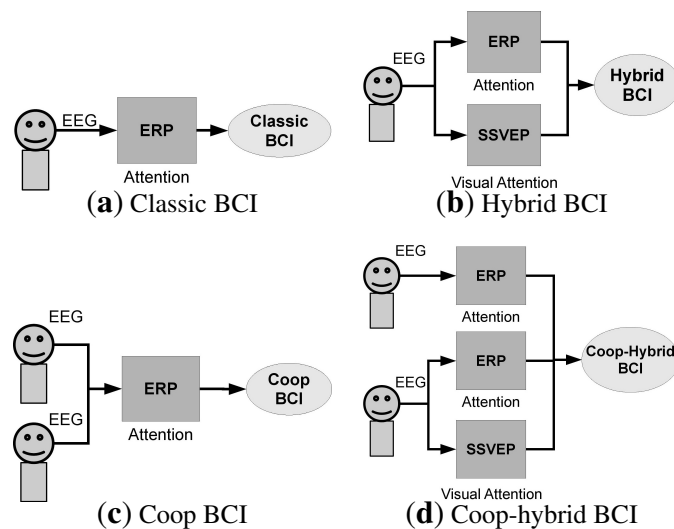 EEG
ERP
Attention
Classic
BCI
(a) Classic BCI
EEG
ERP
Attention
SSVEP
Visual Attention
Hybrid
BCI
(b) Hybrid BCI
EEG
EEG
ERP
Attention
Coop
BCI
(c) Coop BCI
EEG
ERP
Attention
EEG
ERP
Attention
SSVEP
Visual Attention
Coop-Hybrid
BCI
(d) Coop-hybrid BCI